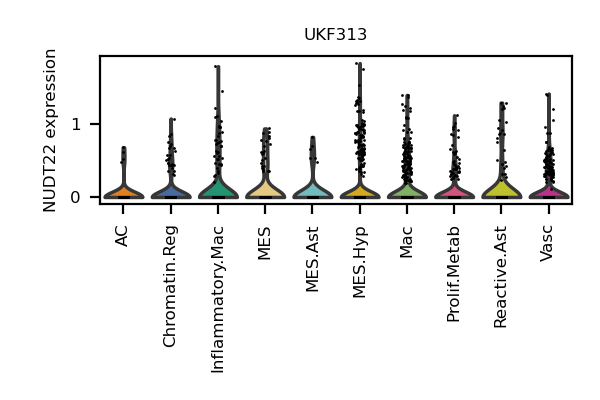 UKF313
NUDT22 expression
1
0
AC
Chromatin.Reg
Inflammatory.Mac
MES
MES.Ast
MES.Hyp
Mac
Prolif.Metab
Reactive.Ast
Vasc